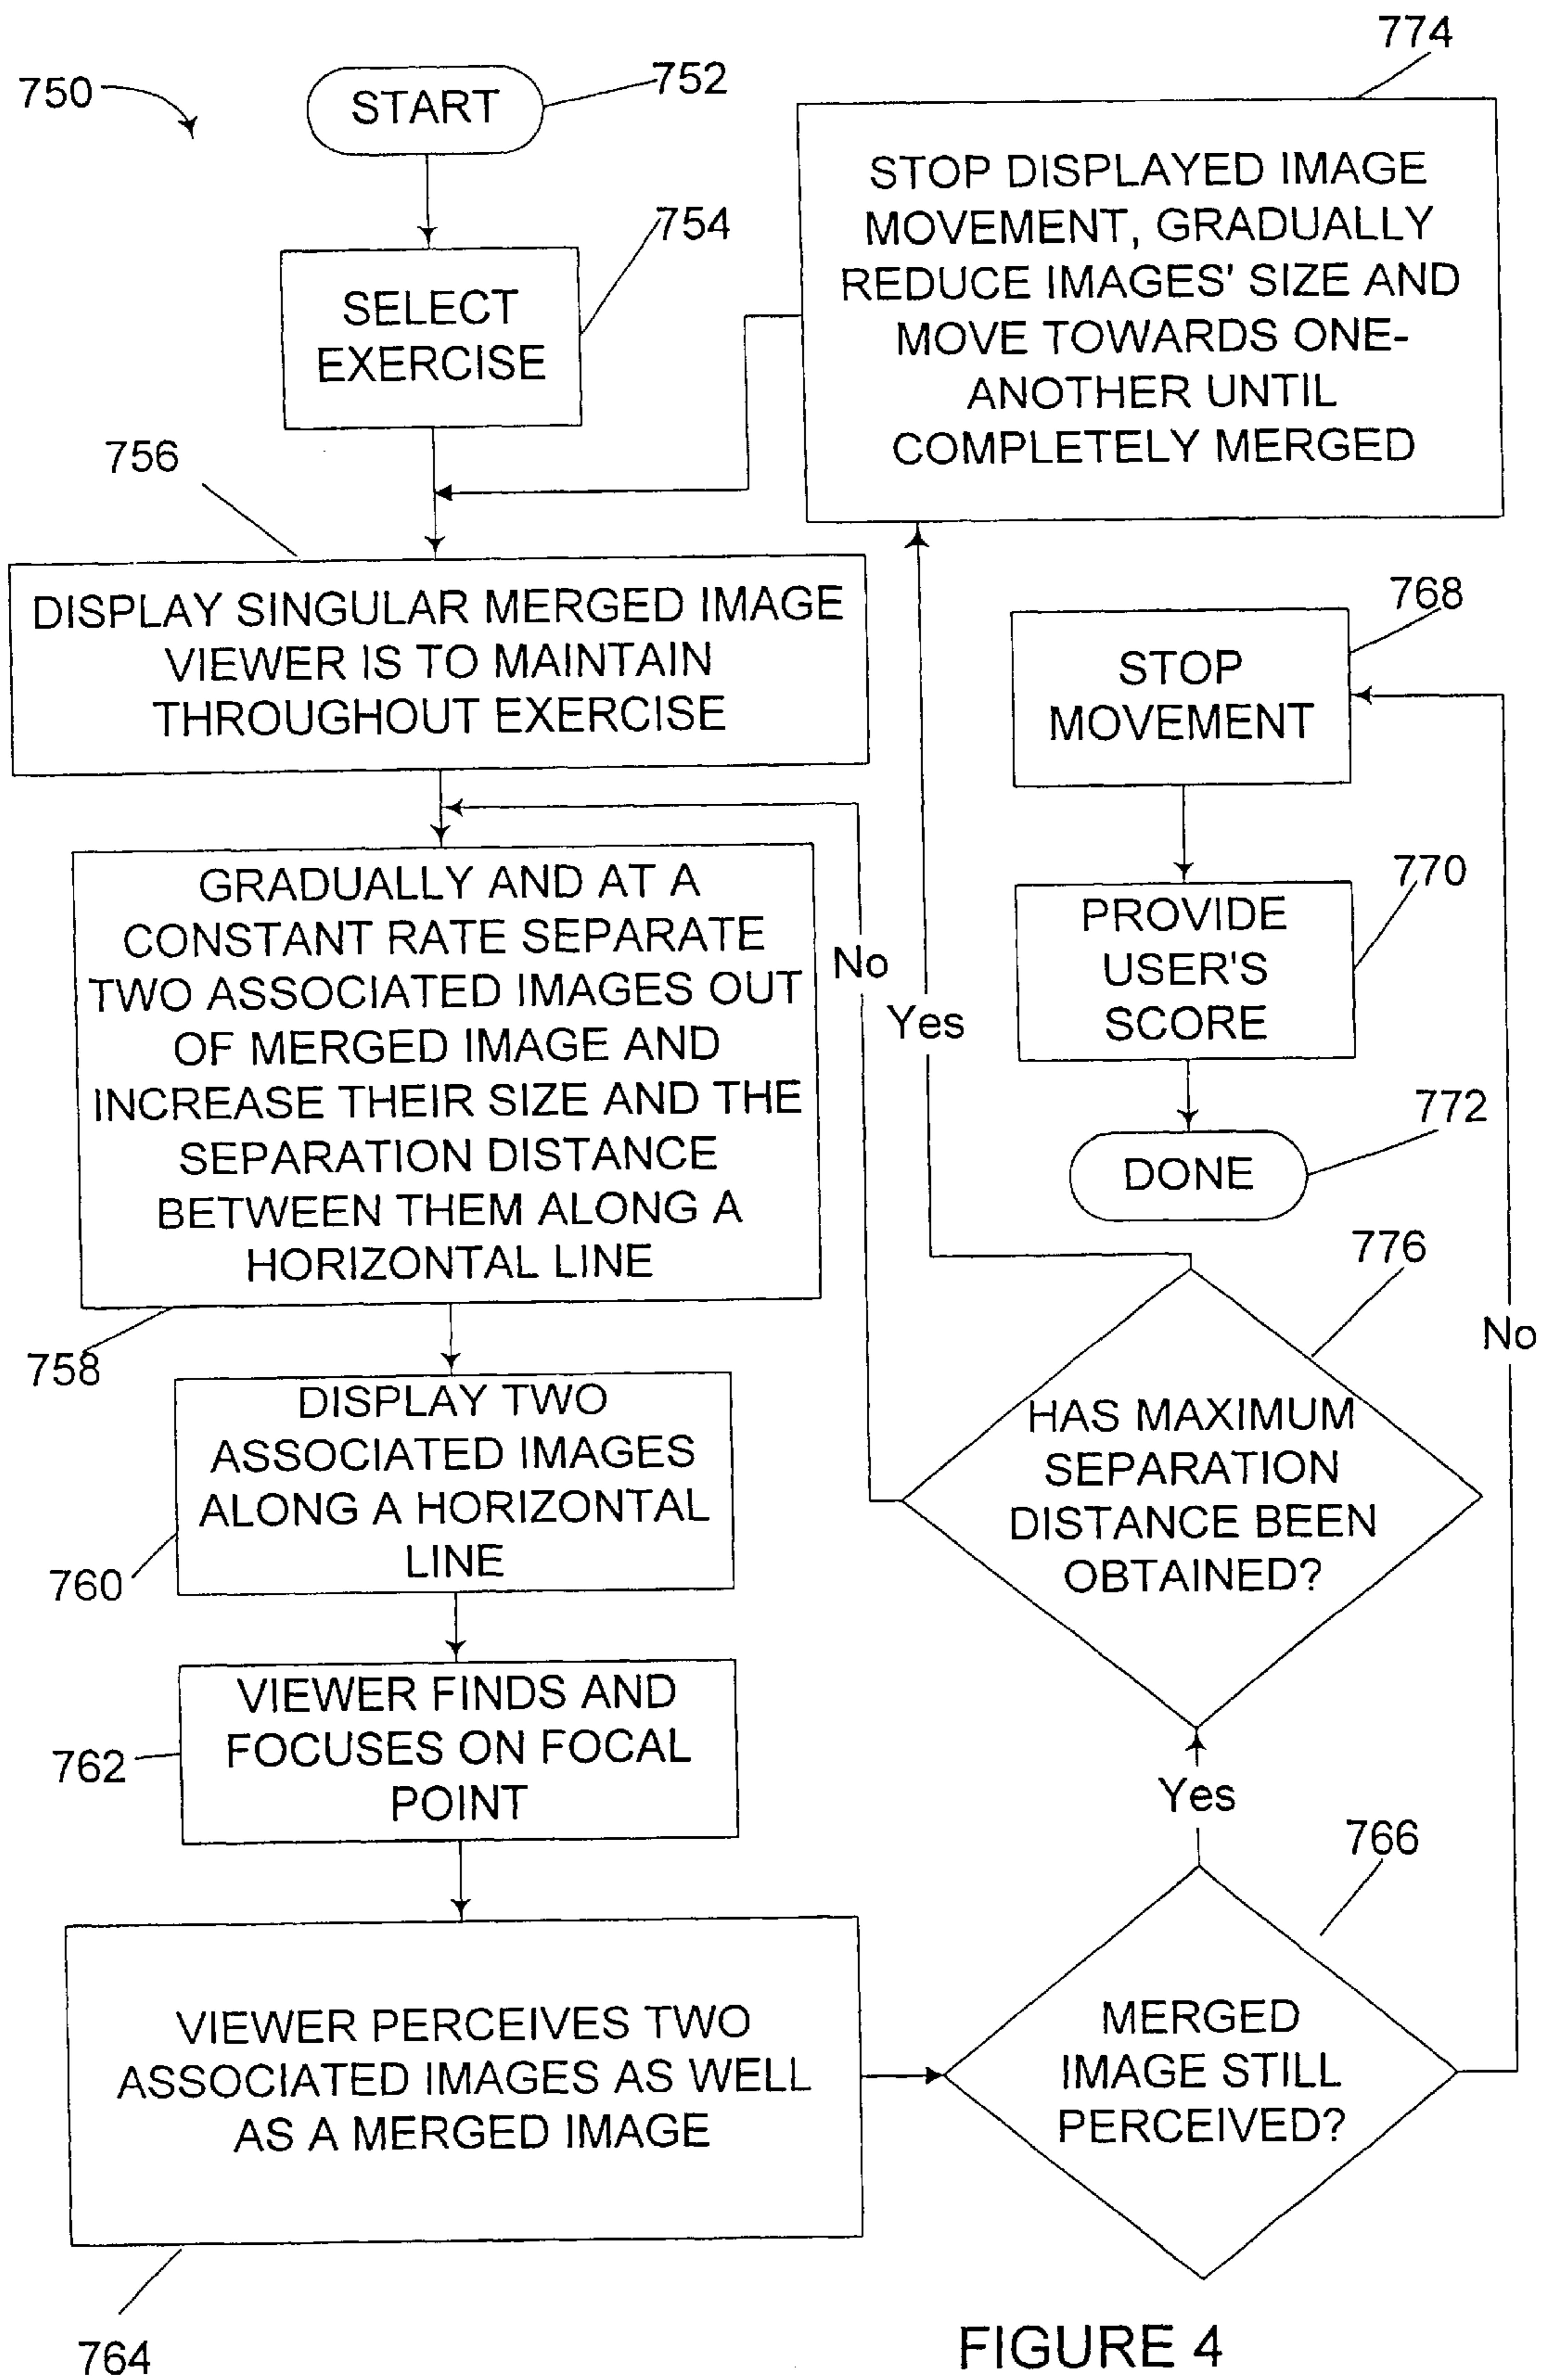 750
START
752
SELECT
EXERCISE
754
774
STOP DISPLAYED IMAGE
MOVEMENT, GRADUALLY
REDUCE IMAGES' SIZE AND
MOVE TOWARDS ONE-
ANOTHER UNTIL
COMPLETELY MERGED
756
DISPLAY SINGULAR MERGED IMAGE
VIEWER IS TO MAINTAIN
THROUGHOUT EXERCISE
768
STOP
MOVEMENT
GRADUALLY AND AT A
CONSTANT RATE SEPARATE
TWO ASSOCIATED IMAGES OUT
OF MERGED IMAGE AND
INCREASE THEIR SIZE AND THE
SEPARATION DISTANCE
BETWEEN THEM ALONG A
HORIZONTAL LINE
758
No
Yes
770
PROVIDE
USER'S
SCORE
772
DONE
776
HAS MAXIMUM
SEPARATION
DISTANCE BEEN
OBTAINED?
No
DISPLAY TWO
ASSOCIATED IMAGES
ALONG A HORIZONTAL
LINE
760
VIEWER FINDS AND
FOCUSES ON FOCAL
POINT
762
Yes
766
VIEWER PERCEIVES TWO
ASSOCIATED IMAGES AS WELL
AS A MERGED IMAGE
764
MERGED
IMAGE STILL
PERCEIVED?
FIGURE 4